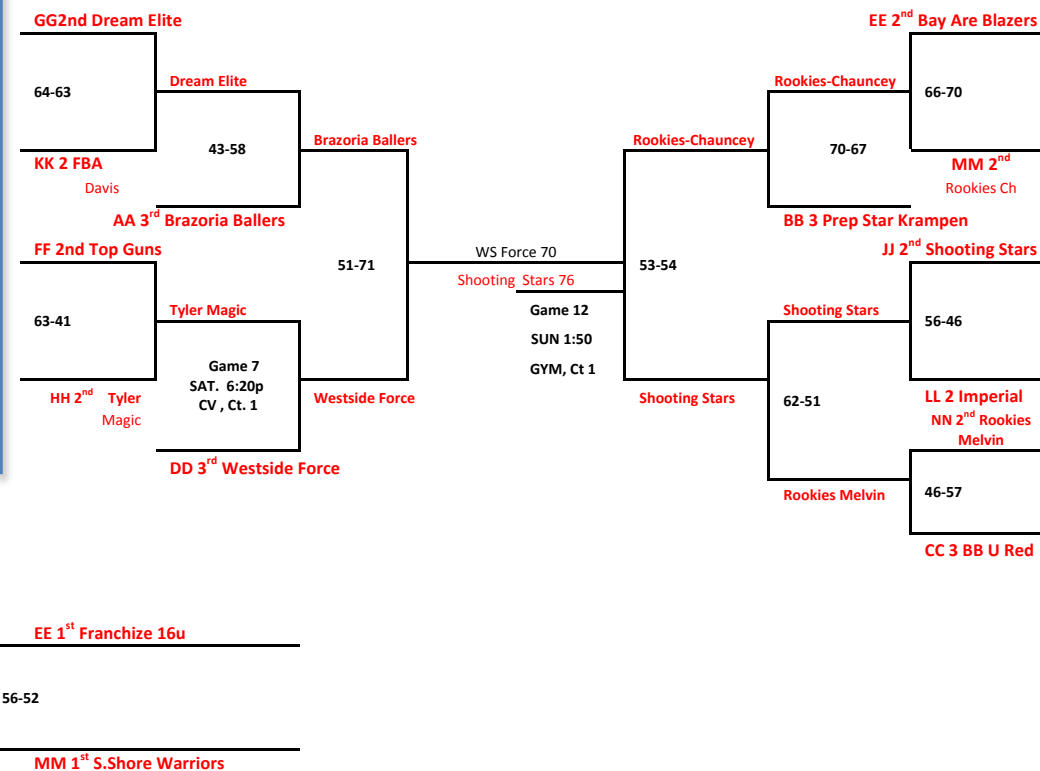 GG2nd Dream Elite
EE 2nd Bay Are Blazers
Dream Elite
Rookies-Chauncey
64-63
66-70
Brazoria Ballers
Rookies-Chauncey
43-58
70-67
KK 2 FBA
Davis
MM 2nd
Rookies Ch
AA 3rd Brazoria Ballers
BB 3 Prep Star Krampen
FF 2nd Top Guns
JJ 2nd Shooting Stars
WS Force 70
51-71
53-54
Shooting Stars 76
Tyler Magic
Game 12
SUN 1:50
GYM, Ct 1
Shooting Stars
63-41
56-46
Game 7
SAT. 6:20p
CV , Ct. 1
HH 2nd Tyler
Magic
Westside Force
Shooting Stars
62-51
LL 2 Imperial
NN 2nd Rookies
Melvin
DD 3rd Westside Force
Rookies Melvin
46-57
CC 3 BB U Red
EE 1st Franchize 16u
56-52
MM 1st S.Shore Warriors